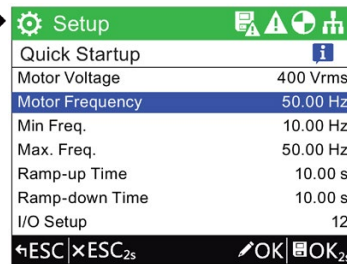 Setup
Quick Startup
Motor Voltage 400 Vrms
Motor Frequency 50.00 Hz
Min Freq. 10.00 Hz
Max. Freq. 50.00 Hz
Ramp-up Time 10.00 s
Ramp-down Time 10.00 s
I/O Setup 12
ESC ESC2s OK OK2s